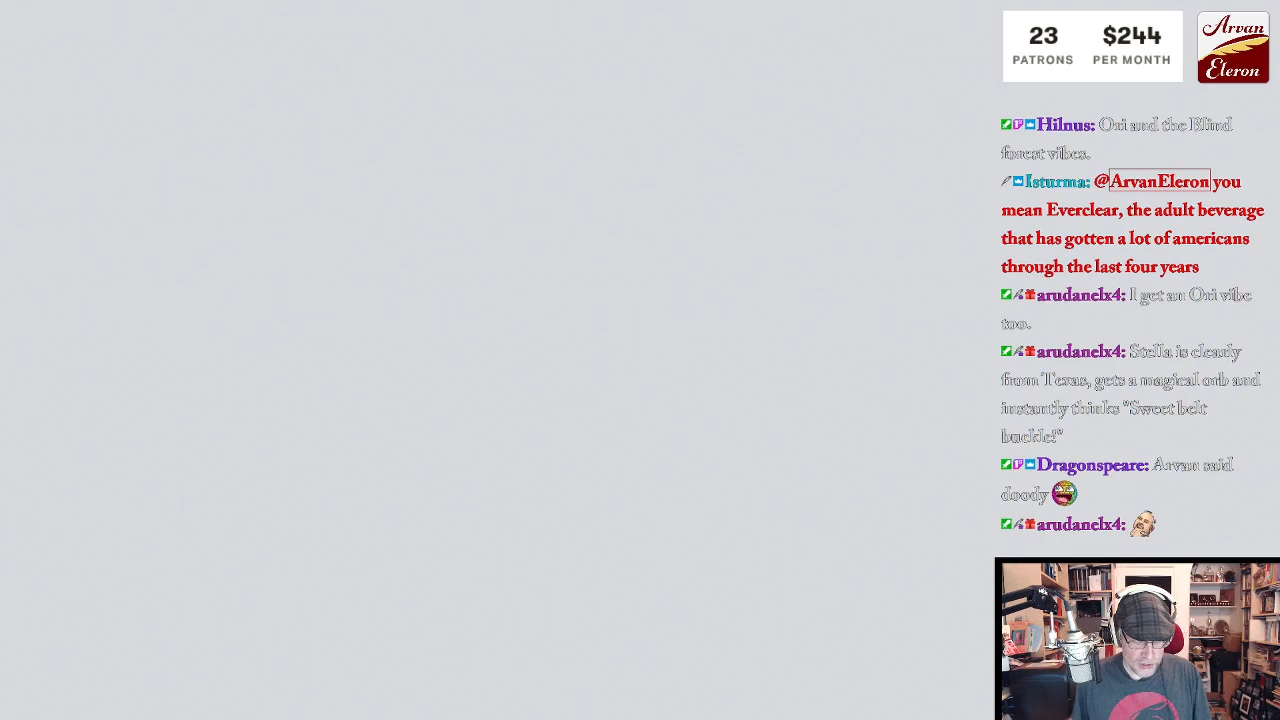 23
PATRONS
$244
PER MONTH
Arvan
Eleron
Hilnus: Ori and the Blind
forest vibes.
Isturma: @ArvanEleron you
mean Everclear, the adult beverage
that has gotten a lot of americans
through the last four years
arudanelx4: I get an Ori vibe
too.
arudanelx4: Stella is clearly
from Texas, gets a magical orb and
instantly thinks "Sweet belt
buckle!"
Dragonspeare: Arvan said
doody
arudanelx4: